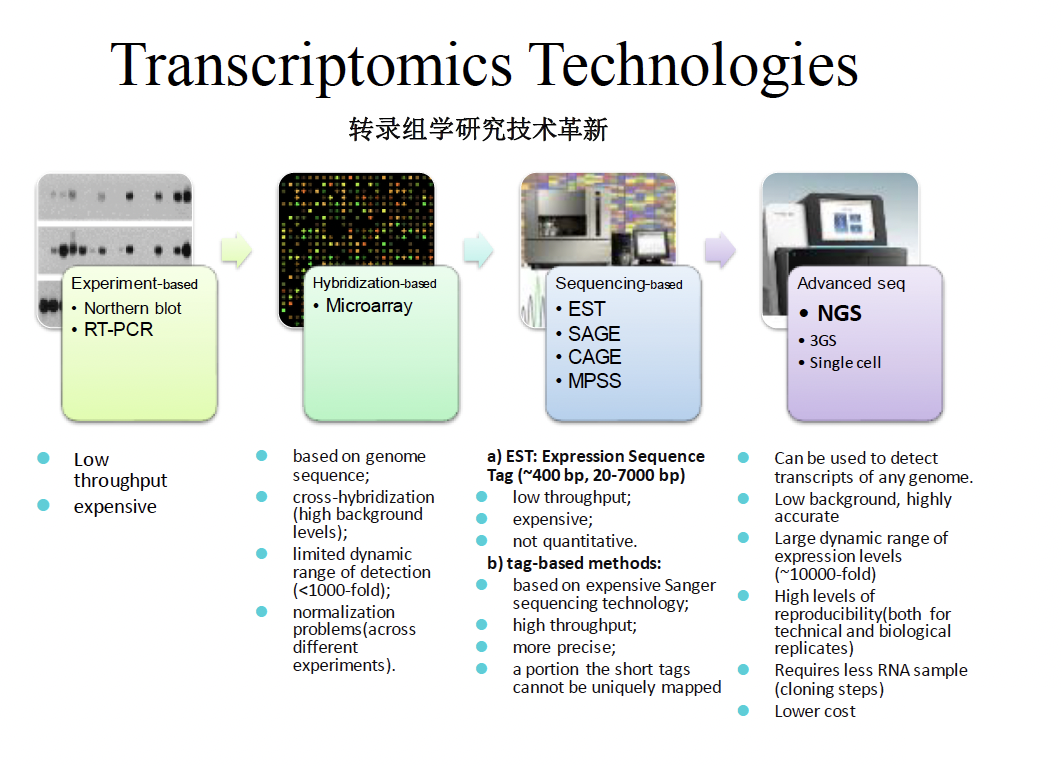 Transcriptomics Technologies
转录组学研究技术革新
Experiment-based
• Northern blot
• RT-PCR
Hybridization-based
• Microarray
Sequencing-based
• EST
• SAGE
• CAGE
• MPSS
Advanced seq
• NGS
• 3GS
• Single cell
Low
throughput
expensive
based on genome
sequence;
cross-hybridization
(high background
levels);
limited dynamic
range of detection
(<1000-fold);
normalization
problems(across
different
experiments).
a) EST: Expression Sequence
Tag (~400 bp, 20-7000 bp)
low throughput;
expensive;
not quantitative.
b) tag-based methods:
based on expensive Sanger
sequencing technology;
high throughput;
more precise;
a portion the short tags
cannot be uniquely mapped
Can be used to detect
transcripts of any genome.
Low background, highly
accurate
Large dynamic range of
expression levels
(~10000-fold)
High levels of
reproducibility(both for
technical and biological
replicates)
Requires less RNA sample
(cloning steps)
Lower cost